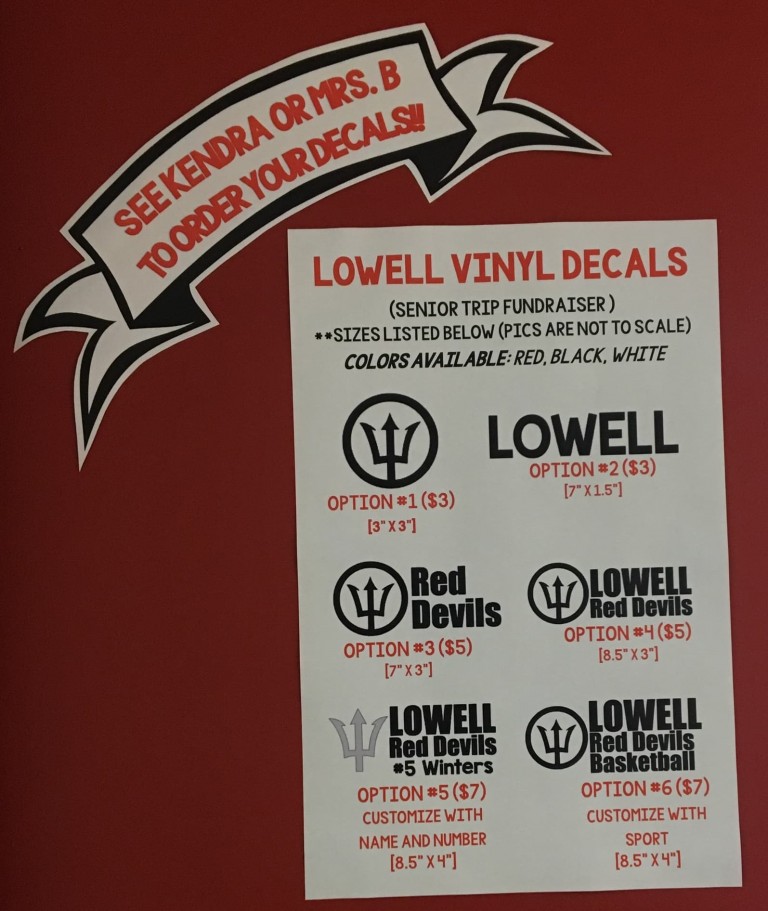 SEE KENDRA OR MRS. B
TO ORDER YOUR DECALS!!
LOWELL VINYL DECALS
(SENIOR TRIP FUNDRAISER)
**SIZES LISTED BELOW (PICS ARE NOT TO SCALE)
COLORS AVAILABLE: RED, BLACK, WHITE
OPTION #1 ($3)
[3" X 3"]
LOWELL
OPTION #2 ($3)
[7" X 1.5"]
Red
Devils
OPTION #3 ($5)
[7" X 3"]
LOWELL
Red Devils
OPTION #4 ($5)
[8.5" X 3"]
LOWELL
Red Devils
#5 Winters
OPTION #5 ($7)
CUSTOMIZE WITH
NAME AND NUMBER
[8.5" X 4"]
LOWELL
Red Devils
Basketball
OPTION #6 ($7)
CUSTOMIZE WITH
SPORT
[8.5" X 4"]